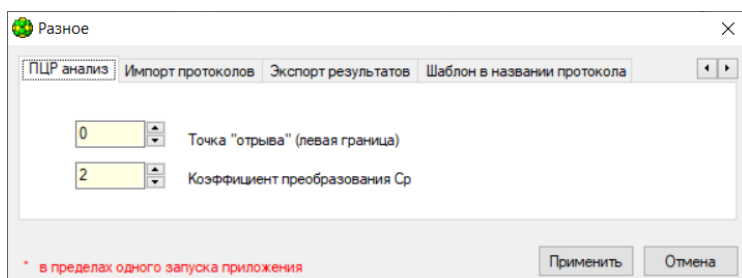 Разное
ПЦР анализ Импорт протоколов Экспорт результатов Шаблон в названии протокола
0 Точка "отрыва" (левая граница)
2 Коэффициент преобразования Ср
* в пределах одного запуска приложения Применить Отмена